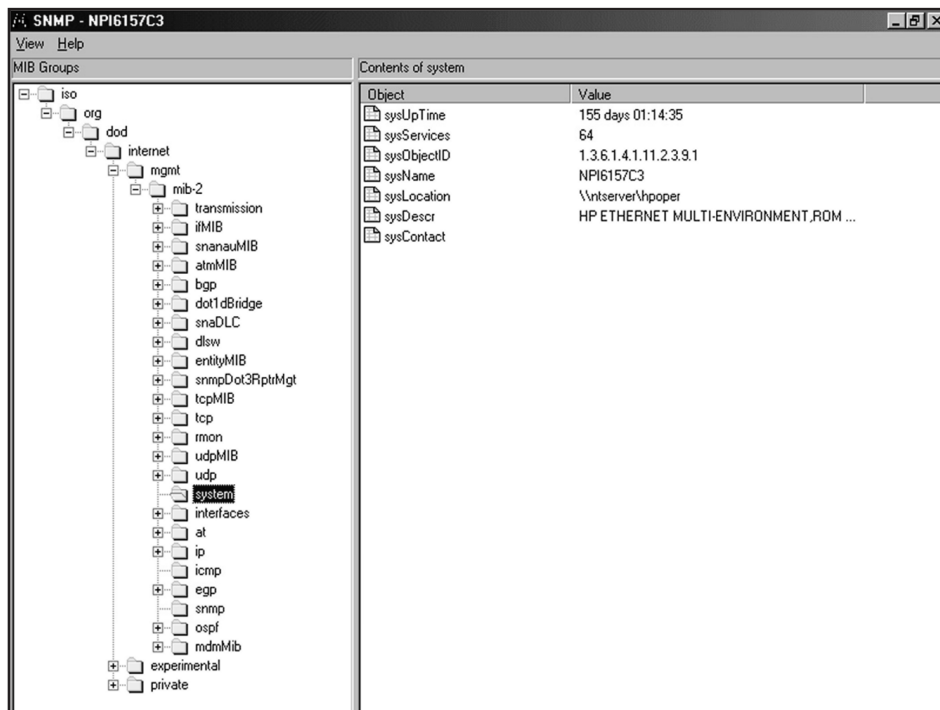 SNMP - NPI6157C3
View Help
MIB Groups
Contents of system
iso
org
dod
internet
mgmt
mib-2
transmission
ifMIB
snanauMIB
atmMIB
bgp
dot1dBridge
snaDLC
dlsw
entityMIB
snmpDot3RptrMgt
tcpMIB
tcp
rmon
udpMIB
udp
system
interfaces
at
ip
icmp
egp
snmp
ospf
mdmMib
experimental
private
Object Value
sysUpTime 155 days 01:14:35
sysServices 64
sysObjectID 1.3.6.1.4.1.11.2.3.9.1
sysName NPI6157C3
sysLocation \\ntserver\hpoper
sysDescr HP ETHERNET MULTI-ENVIRONMENT,ROM ...
sysContact